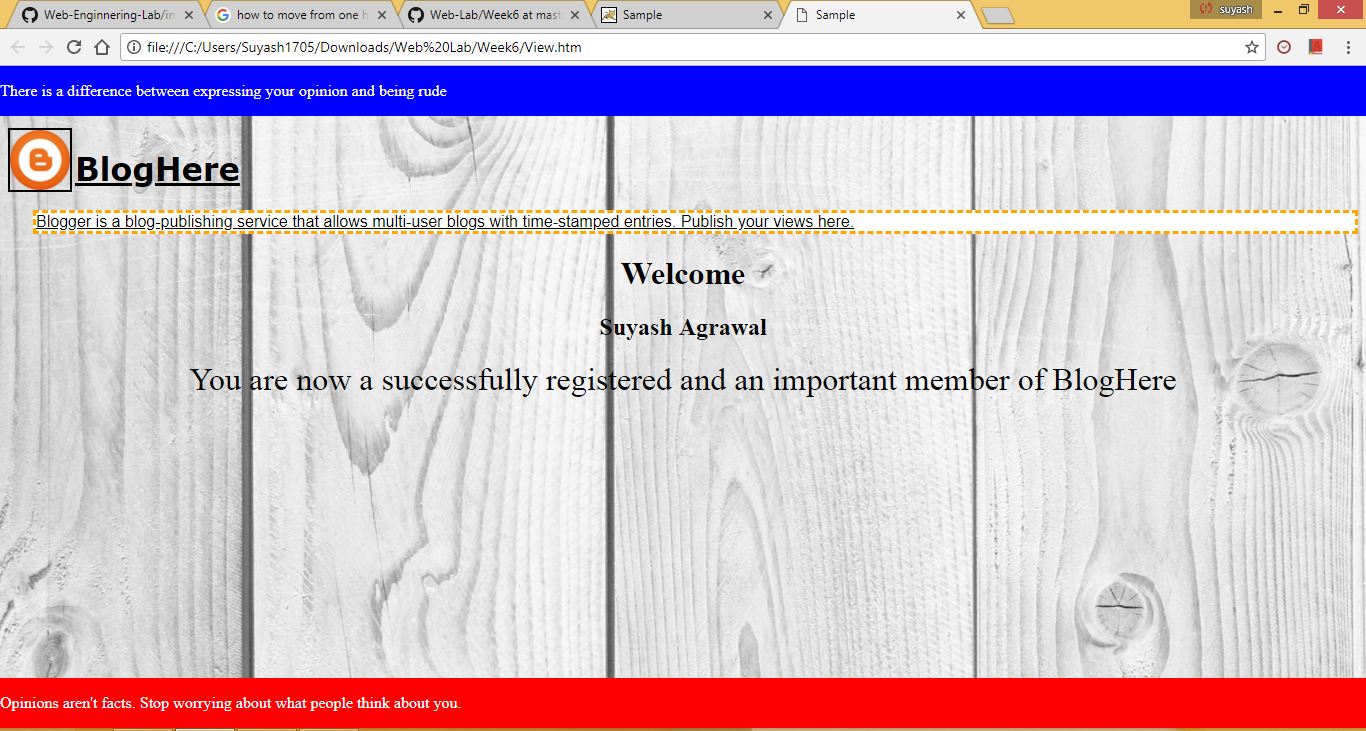 Web-Enginnering-Lab/in
how to move from one h
Web-Lab/Week6 at mast
Sample
Sample
suyash
file:///C:/Users/Suyash1705/Downloads/Web%20Lab/Week6/View.htm
There is a difference between expressing your opinion and being rude
BlogHere
Blogger is a blog-publishing service that allows multi-user blogs with time-stamped entries. Publish your views here.
Welcome
Suyash Agrawal
You are now a successfully registered and an important member of BlogHere
Opinions aren't facts. Stop worrying about what people think about you.